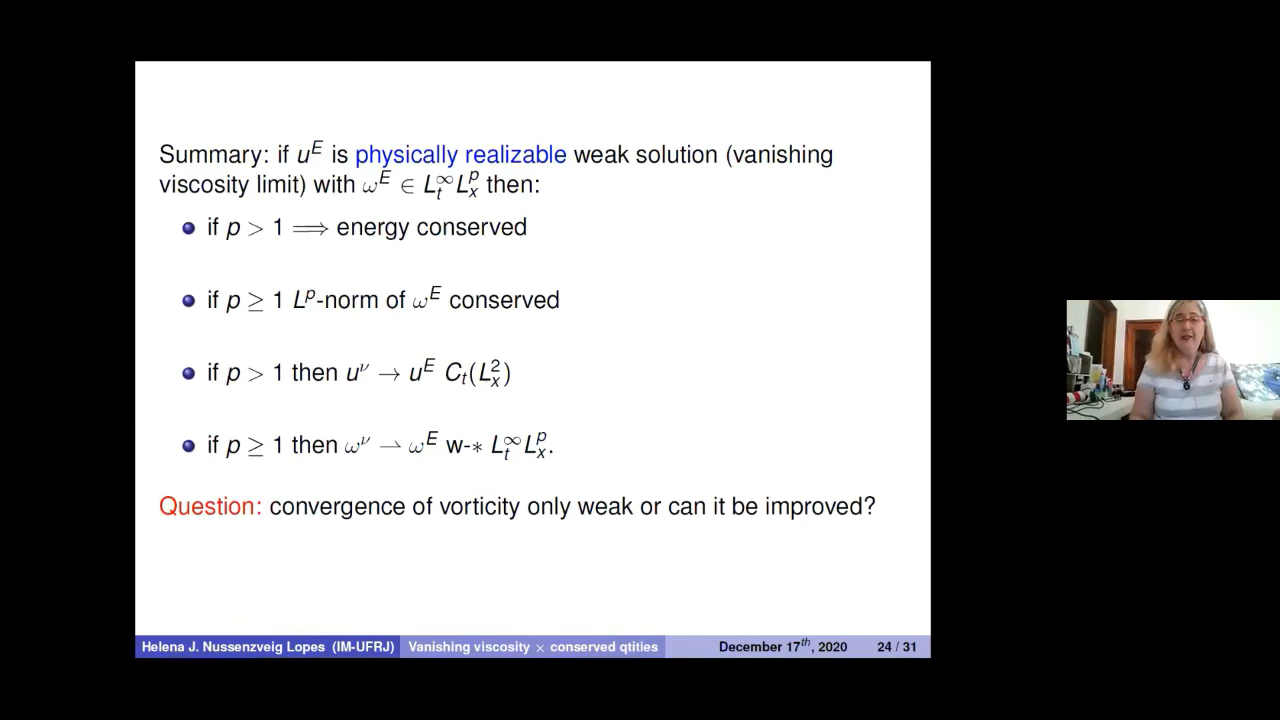 Summary: if u^E is physically realizable weak solution (vanishing
viscosity limit) with ω^E ∈ L_t^∞ L_x^p then:
if p > 1 ⟹ energy conserved
if p ≥ 1 L^p-norm of ω^E conserved
if p > 1 then u^ν → u^E C_t(L_x^2)
if p ≥ 1 then ω^ν ⇀ ω^E w-∗ L_t^∞ L_x^p.
Question: convergence of vorticity only weak or can it be improved?
Helena J. Nussenzveig Lopes (IM-UFRJ) Vanishing viscosity × conserved qtities December 17^th, 2020 24 / 31